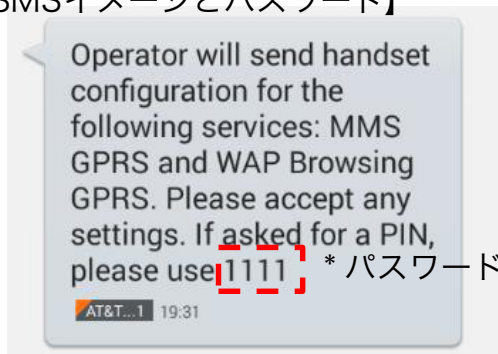 SMSイメージとパスワード】
Operator will send handset
configuration for the
following services: MMS
GPRS and WAP Browsing
GPRS. Please accept any
settings. If asked for a PIN,
please use 1111 * パスワード
AT&T...1 19:31